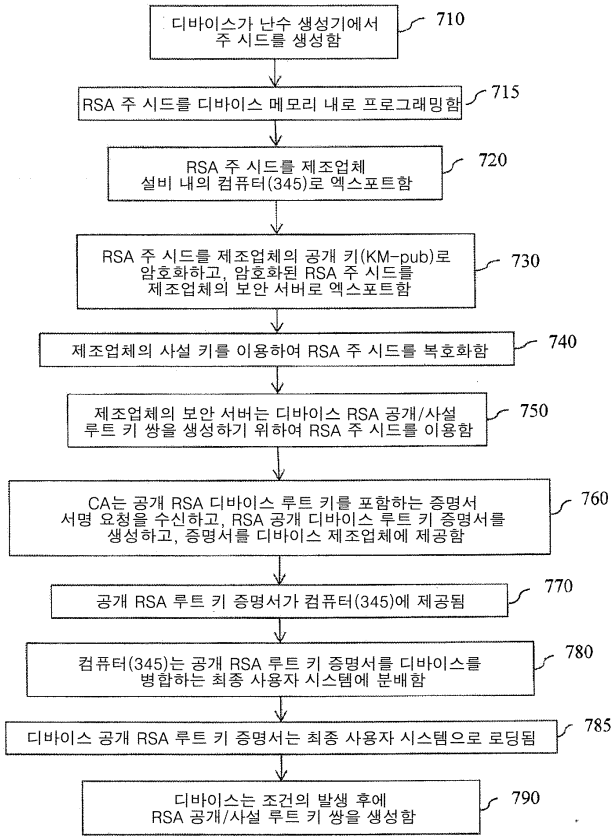 디바이스가 난수 생성기에서
주 시드를 생성함
710
RSA 주 시드를 디바이스 메모리 내로 프로그래밍함
715
RSA 주 시드를 제조업체
설비 내의 컴퓨터(345)로 엑스포트함
720
RSA 주 시드를 제조업체의 공개 키(KM-pub)로
암호화하고, 암호화된 RSA 주 시드를
제조업체의 보안 서버로 엑스포트함
730
제조업체의 사설 키를 이용하여 RSA 주 시드를 복호화함
740
제조업체의 보안 서버는 디바이스 RSA 공개/사설
루트 키 쌍을 생성하기 위하여 RSA 주 시드를 이용함
750
CA는 공개 RSA 디바이스 루트 키를 포함하는 증명서
서명 요청을 수신하고, RSA 공개 디바이스 루트 키 증명서를
생성하고, 증명서를 디바이스 제조업체에 제공함
760
공개 RSA 루트 키 증명서가 컴퓨터(345)에 제공됨
770
컴퓨터(345)는 공개 RSA 루트 키 증명서를 디바이스를
병합하는 최종 사용자 시스템에 분배함
780
디바이스 공개 RSA 루트 키 증명서는 최종 사용자 시스템으로 로딩됨
785
디바이스는 조건의 발생 후에
RSA 공개/사설 루트 키 쌍을 생성함
790